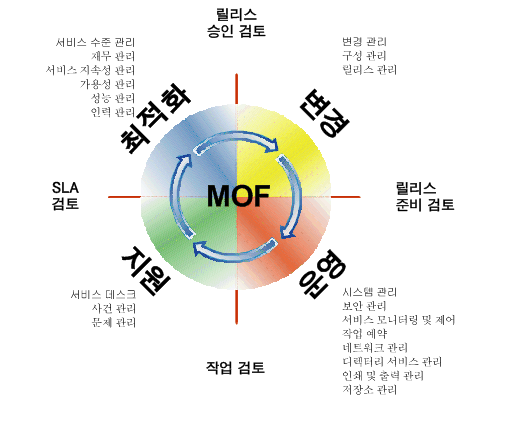 릴리스
승인 검토
서비스 수준 관리
재무 관리
서비스 지속성 관리
가용성 관리
성능 관리
인력 관리
변경 관리
구성 관리
릴리스 관리
최적화
변경
SLA
검토
MOF
릴리스
준비 검토
지원
운영
서비스 데스크
사건 관리
문제 관리
시스템 관리
보안 관리
서비스 모니터링 및 제어
작업 예약
네트워크 관리
디렉터리 서비스 관리
인쇄 및 출력 관리
저장소 관리
작업 검토